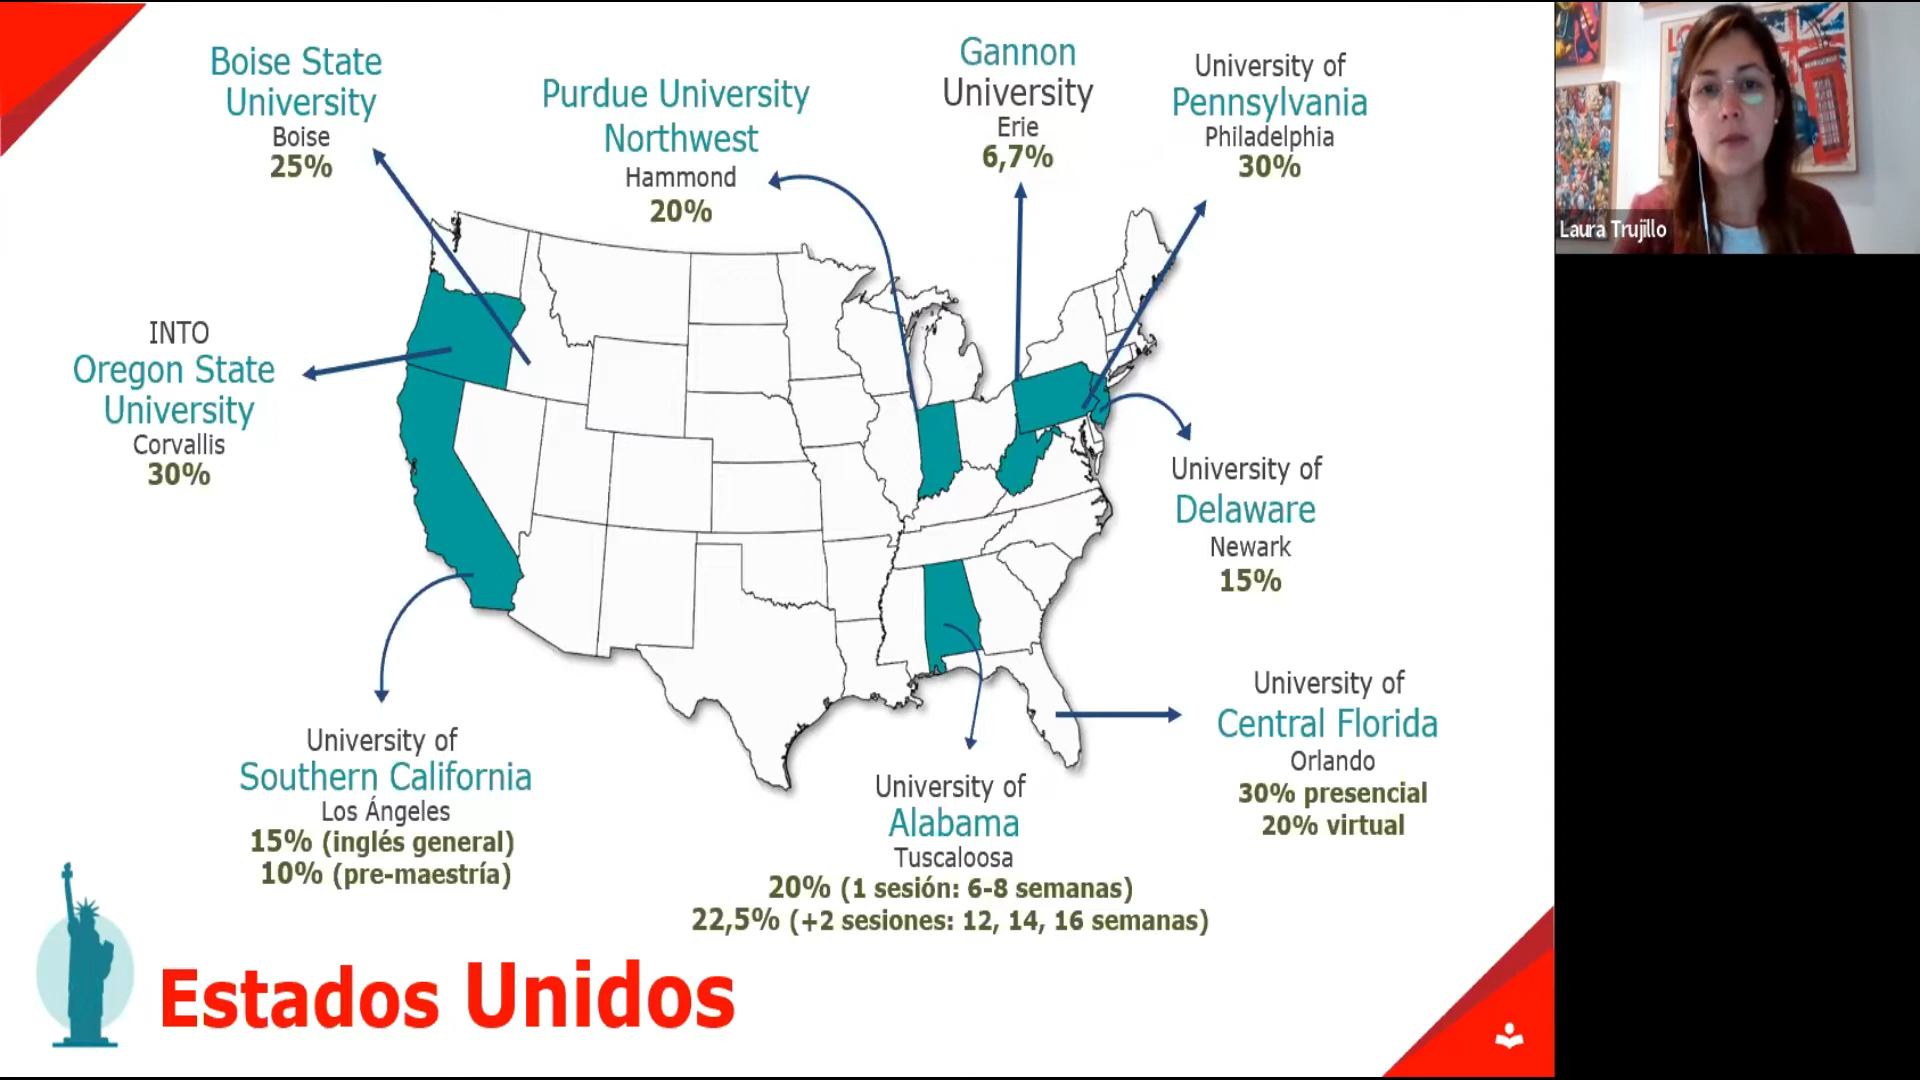 Boise State
University
Boise
25%
Purdue University
Northwest
Hammond
20%
Gannon
University
Erie
6,7%
University of
Pennsylvania
Philadelphia
30%
Laura Trujillo
INTO
Oregon State
University
Corvallis
30%
University of
Delaware
Newark
15%
University of
Southern California
Los Ángeles
15% (inglés general)
10% (pre-maestría)
University of
Alabama
Tuscaloosa
20% (1 sesión: 6-8 semanas)
22,5% (+2 sesiones: 12, 14, 16 semanas)
University of
Central Florida
Orlando
30% presencial
20% virtual
Estados Unidos